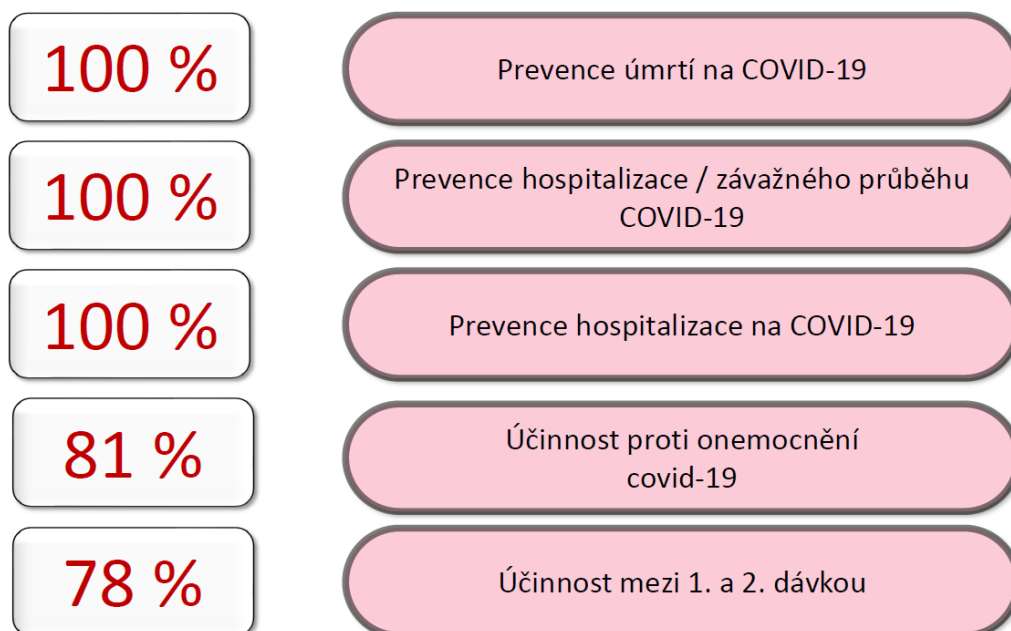 100 %
Prevence úmrtí na COVID-19
100 %
Prevence hospitalizace / závažného průběhu
COVID-19
100 %
Prevence hospitalizace na COVID-19
81 %
Účinnost proti onemocnění
covid-19
78 %
Účinnost mezi 1. a 2. dávkou